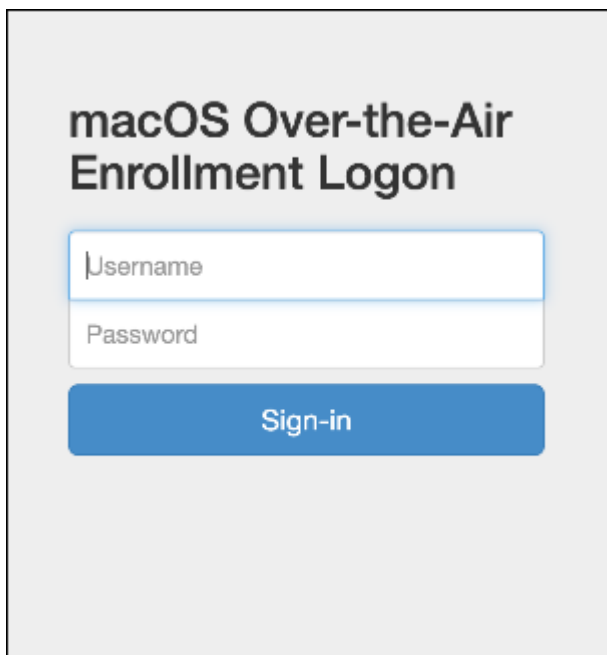 macOS Over-the-Air
Enrollment Logon
Username
Password
Sign-in